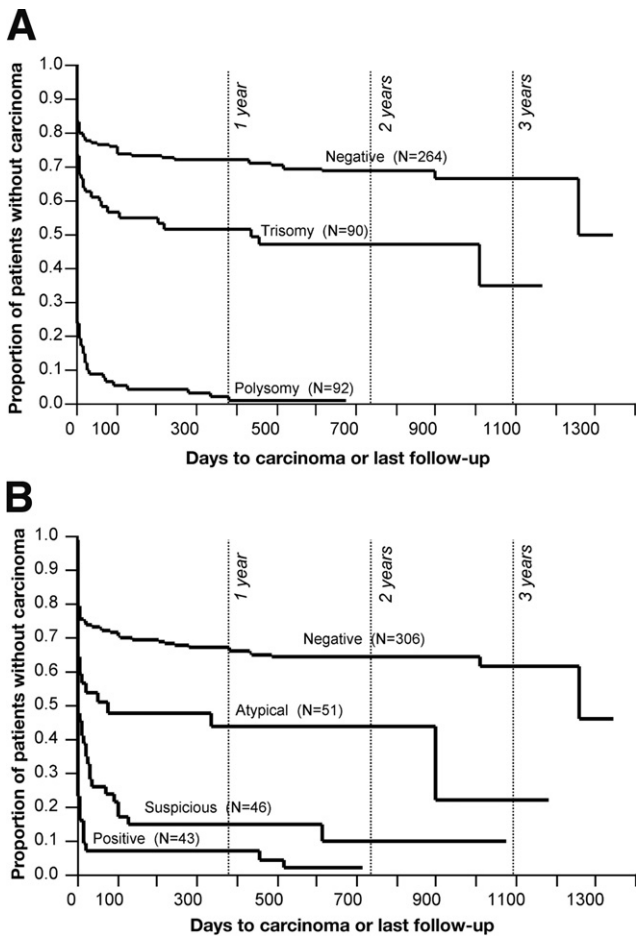 A
Proportion of patients without carcinoma
1.0
0.9
0.8
0.7
0.6
0.5
0.4
0.3
0.2
0.1
0.0
1 year
2 years
3 years
Negative (N=264)
Trisomy (N=90)
Polysomy (N=92)
0 100 300 500 700 900 1100 1300
Days to carcinoma or last follow-up
B
Proportion of patients without carcinoma
1.0
0.9
0.8
0.7
0.6
0.5
0.4
0.3
0.2
0.1
0.0
1 year
2 years
3 years
Negative (N=306)
Atypical (N=51)
Suspicious (N=46)
Positive (N=43)
0 100 300 500 700 900 1100 1300
Days to carcinoma or last follow-up